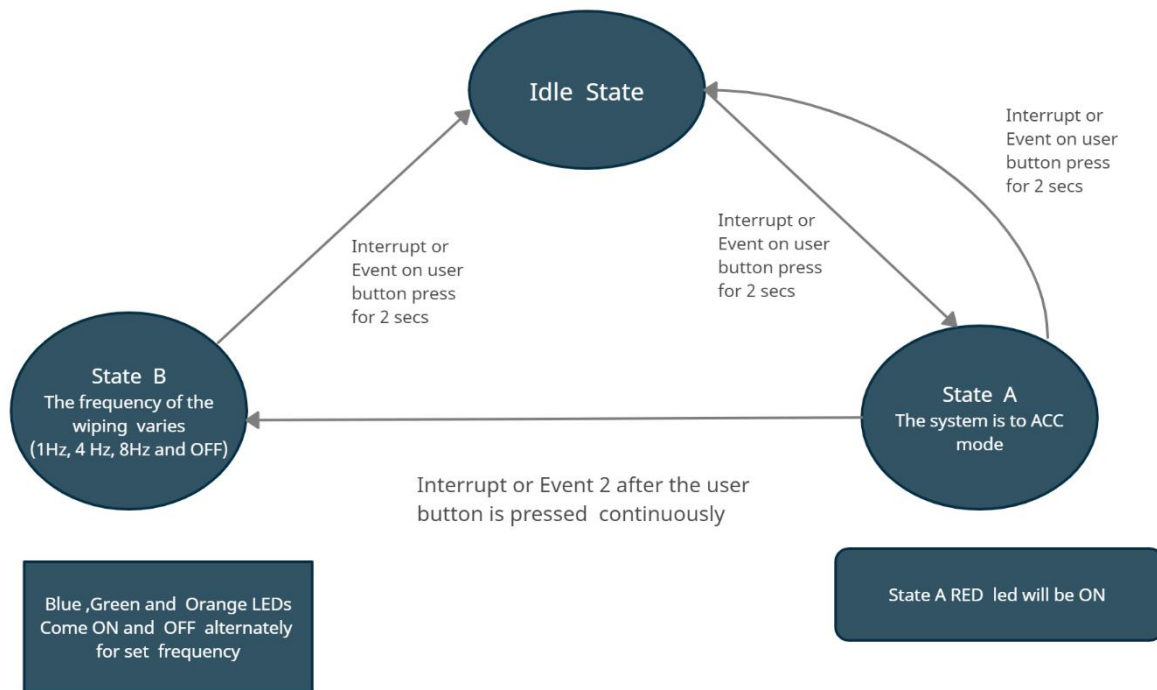 Idle State
Interrupt or
Event on user
button press
for 2 secs
Interrupt or
Event on user
button press
for 2 secs
Interrupt or
Event on user
button press
for 2 secs
State B
The frequency of the
wiping varies
(1Hz, 4 Hz, 8Hz and OFF)
State A
The system is to ACC
mode
Interrupt or Event 2 after the user
button is pressed continuously
Blue ,Green and Orange LEDs
Come ON and OFF alternately
for set frequency
State A RED led will be ON